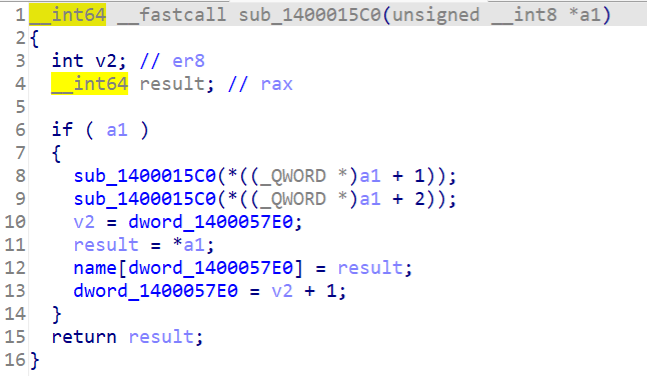 1 __int64 __fastcall sub_1400015C0(unsigned __int8 *a1)
2 {
3   int v2; // er8
4   __int64 result; // rax
5
6   if ( a1 )
7   {
8     sub_1400015C0(*((_QWORD *)a1 + 1));
9     sub_1400015C0(*((_QWORD *)a1 + 2));
10     v2 = dword_1400057E0;
11     result = *a1;
12     name[dword_1400057E0] = result;
13     dword_1400057E0 = v2 + 1;
14   }
15   return result;
16 }